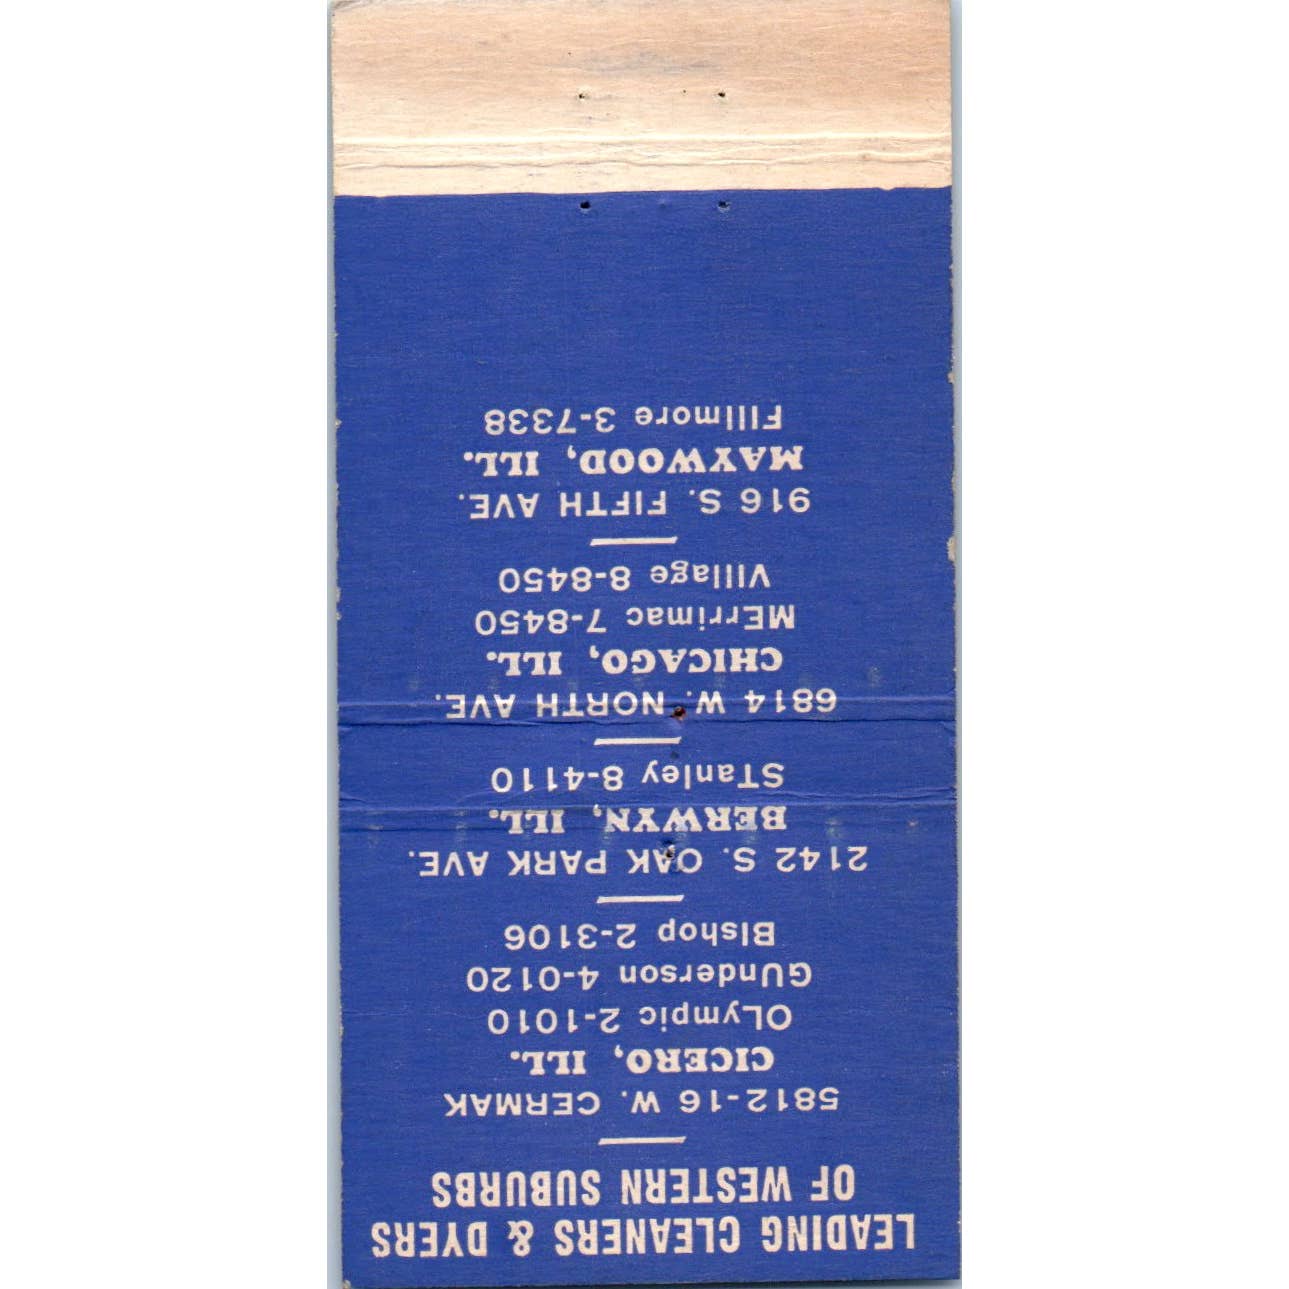 LEADING CLEANERS & DYERS
OF WESTERN SUBURBS
5812-16 W. CERMAK
CICERO, ILL.
OLympic 2-1010
GUnderson 4-0120
BIshop 2-3106
2142 S. OAK PARK AVE.
BERWYN, ILL.
STanley 8-4110
6814 W. NORTH AVE.
CHICAGO, ILL.
MErrimac 7-8450
VIllage 8-8450
916 S. FIFTH AVE.
MAYWOOD, ILL.
FIllmore 3-7338